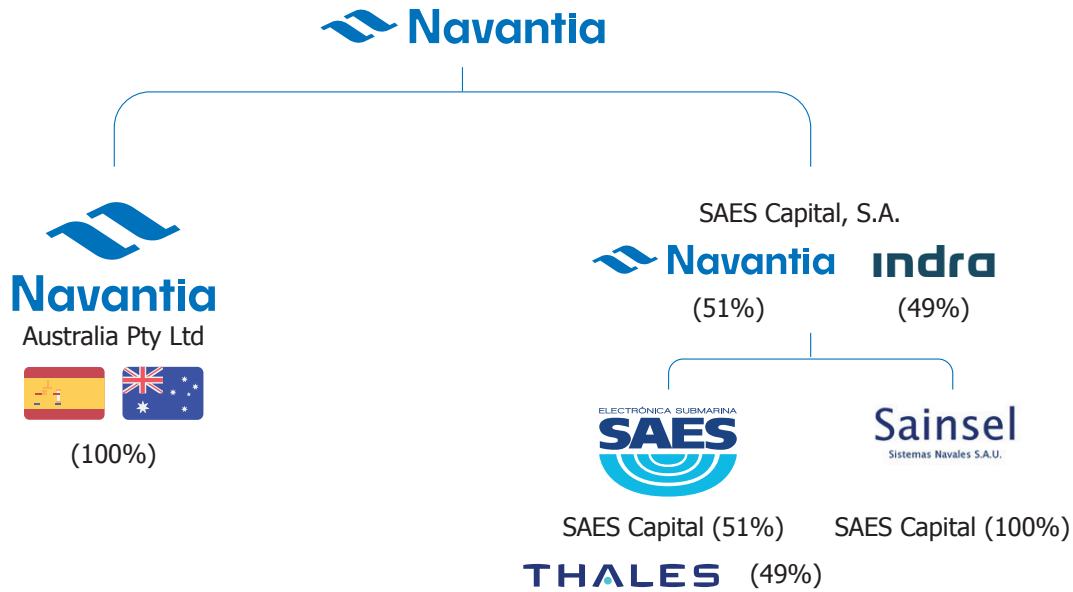 Navantia
Navantia
Australia Pty Ltd
(100%)
SAES Capital, S.A.
Navantia indra
(51%) (49%)
ELECTRÓNICA SUBMARINA
SAES
SAES Capital (51%)
THALES (49%)
Sainsel
Sistemas Navales S.A.U.
SAES Capital (100%)